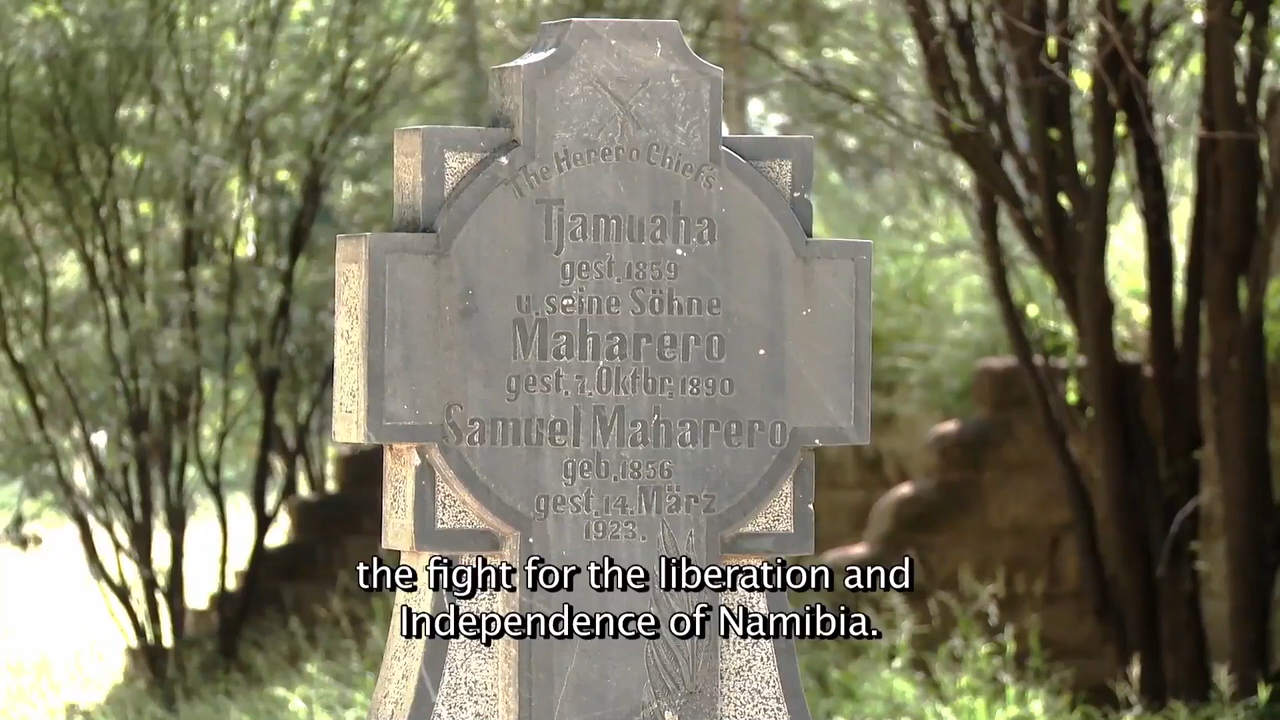 The Herero Chiefs
Tjamuaha
gest. 1859
u. seine Söhne
Maharero
gest. 7. Oktbr. 1890
Samuel Maharero
geb. 1856
gest. 14. März
1923.
the fight for the liberation and
Independence of Namibia.